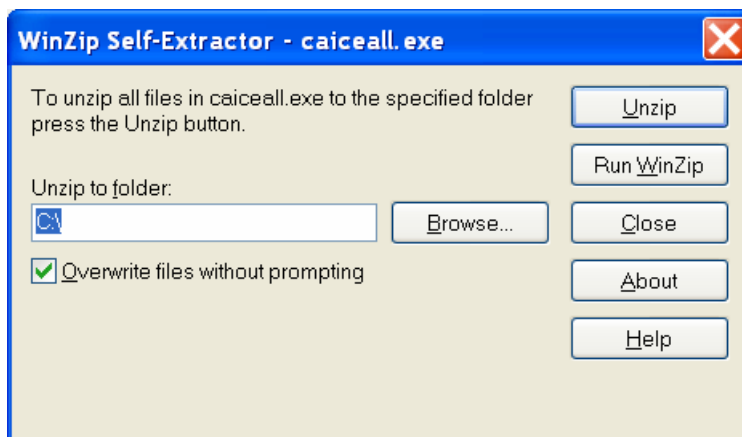 WinZip Self-Extractor - caiceall.exe
To unzip all files in caiceall.exe to the specified folder
press the Unzip button.
Unzip
Run WinZip
Unzip to folder:
C:\
Browse...
Close
Overwrite files without prompting
About
Help